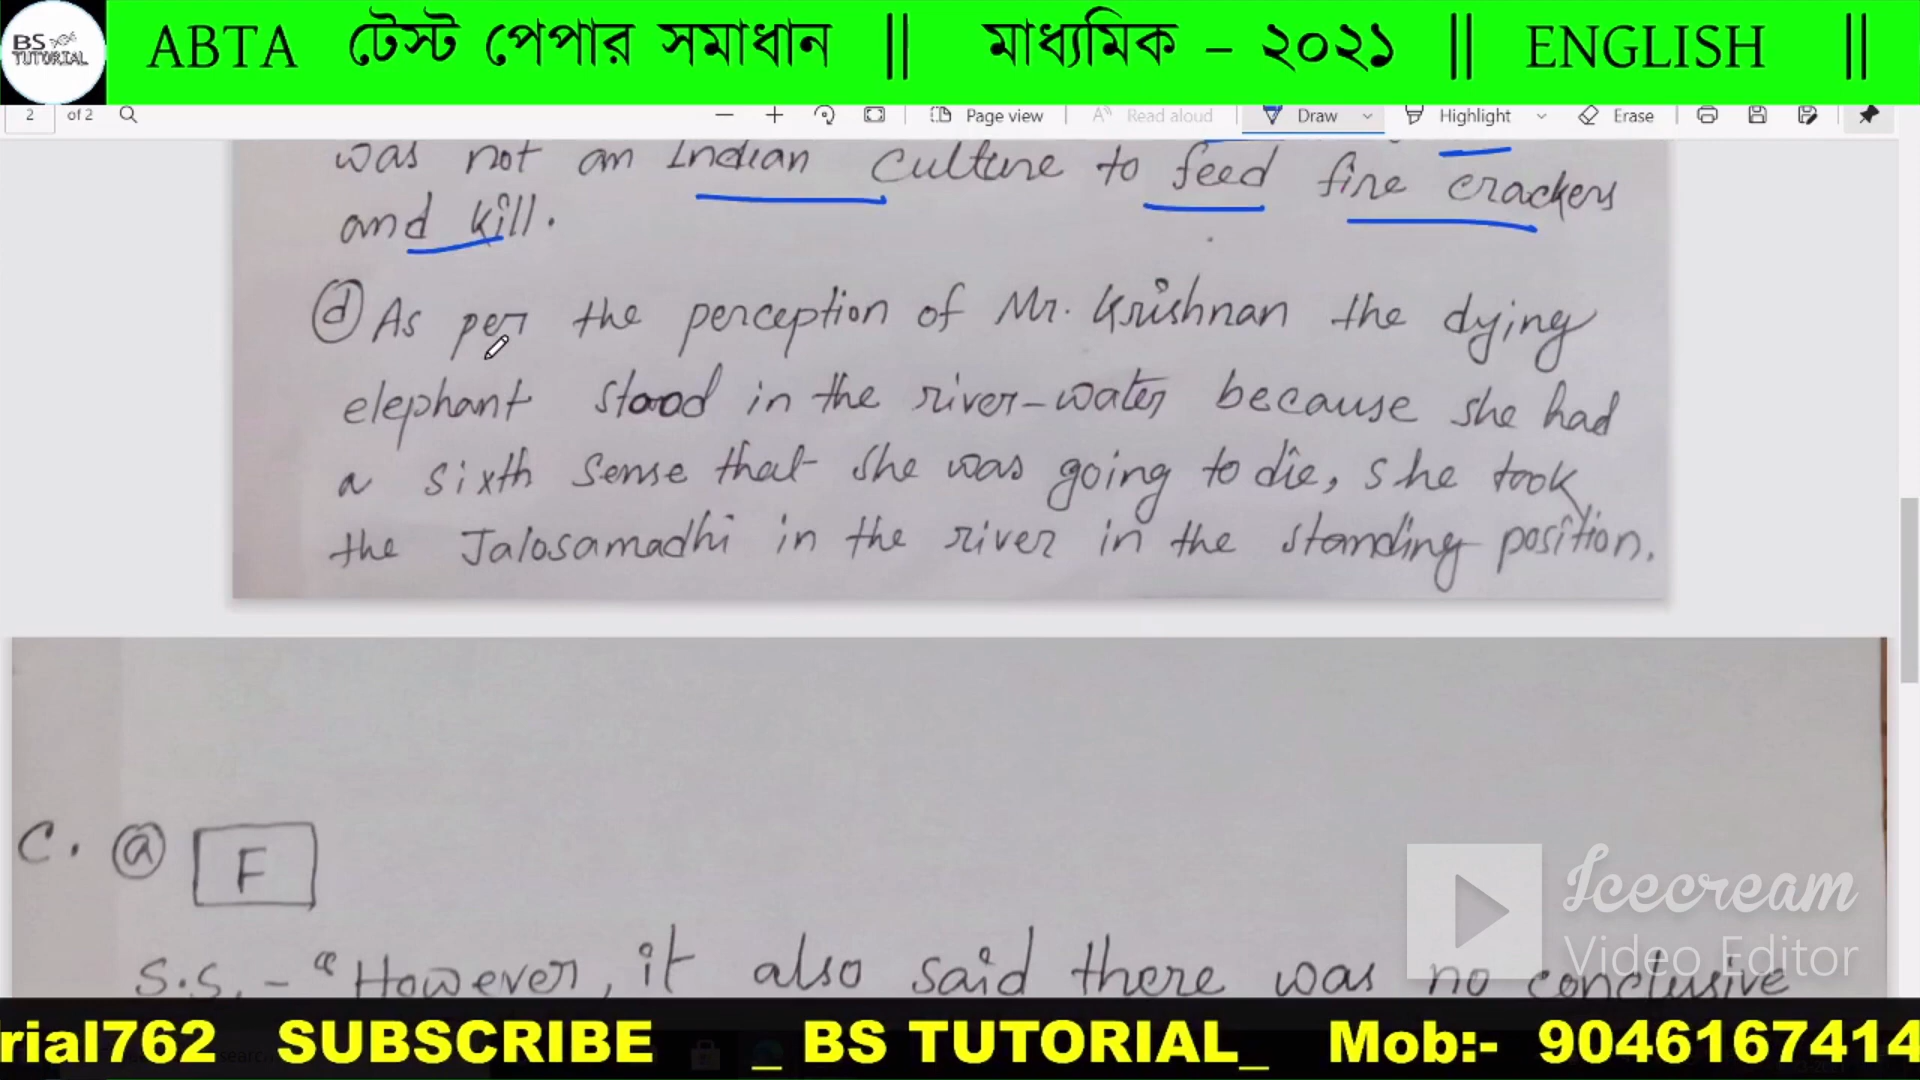 BS
TUTORIAL
ABTA টেস্ট পেপার সমাধান || মাধ্যমিক – ২০২১ || ENGLISH ||
2 of 2 Page view Read aloud Draw Highlight Erase
was not an Indian culture to feed fire crackers
and kill.
(d) As per the perception of Mr. Krishnan the dying
elephant stood in the river-water because she had
a sixth sense that she was going to die, she took
the Jalosamadhi in the river in the standing position.
C. (a) F
S.S. - "However, it also said there was no conclusive
Icecream
Video Editor
rial762 SUBSCRIBE _ BS TUTORIAL_ Mob:- 9046167414